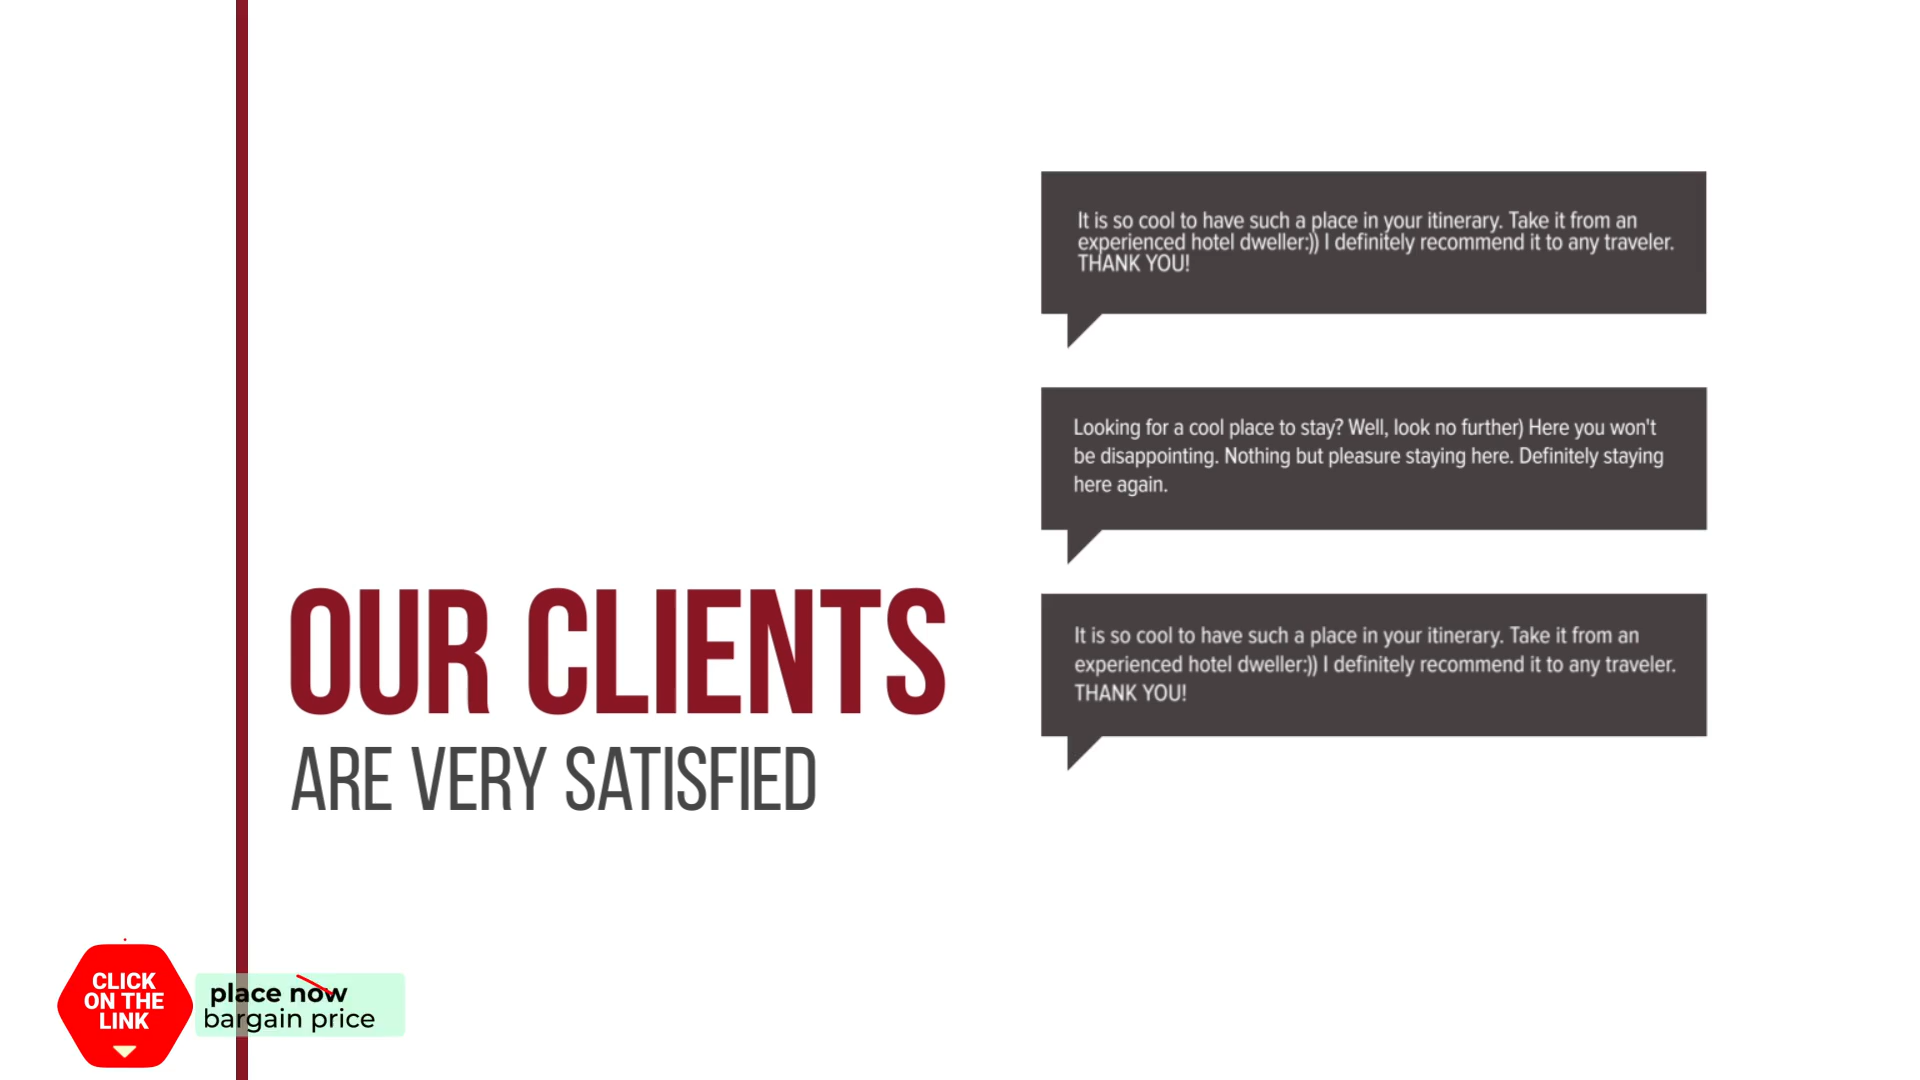 It is so cool to have such a place in your itinerary. Take it from an
experienced hotel dweller:)) I definitely recommend it to any traveler.
THANK YOU!
Looking for a cool place to stay? Well, look no further) Here you won't
be disappointing. Nothing but pleasure staying here. Definitely staying
here again.
It is so cool to have such a place in your itinerary. Take it from an
experienced hotel dweller:)) I definitely recommend it to any traveler.
THANK YOU!
OUR CLIENTS
ARE VERY SATISFIED
CLICK
ON THE
LINK
place now
bargain price